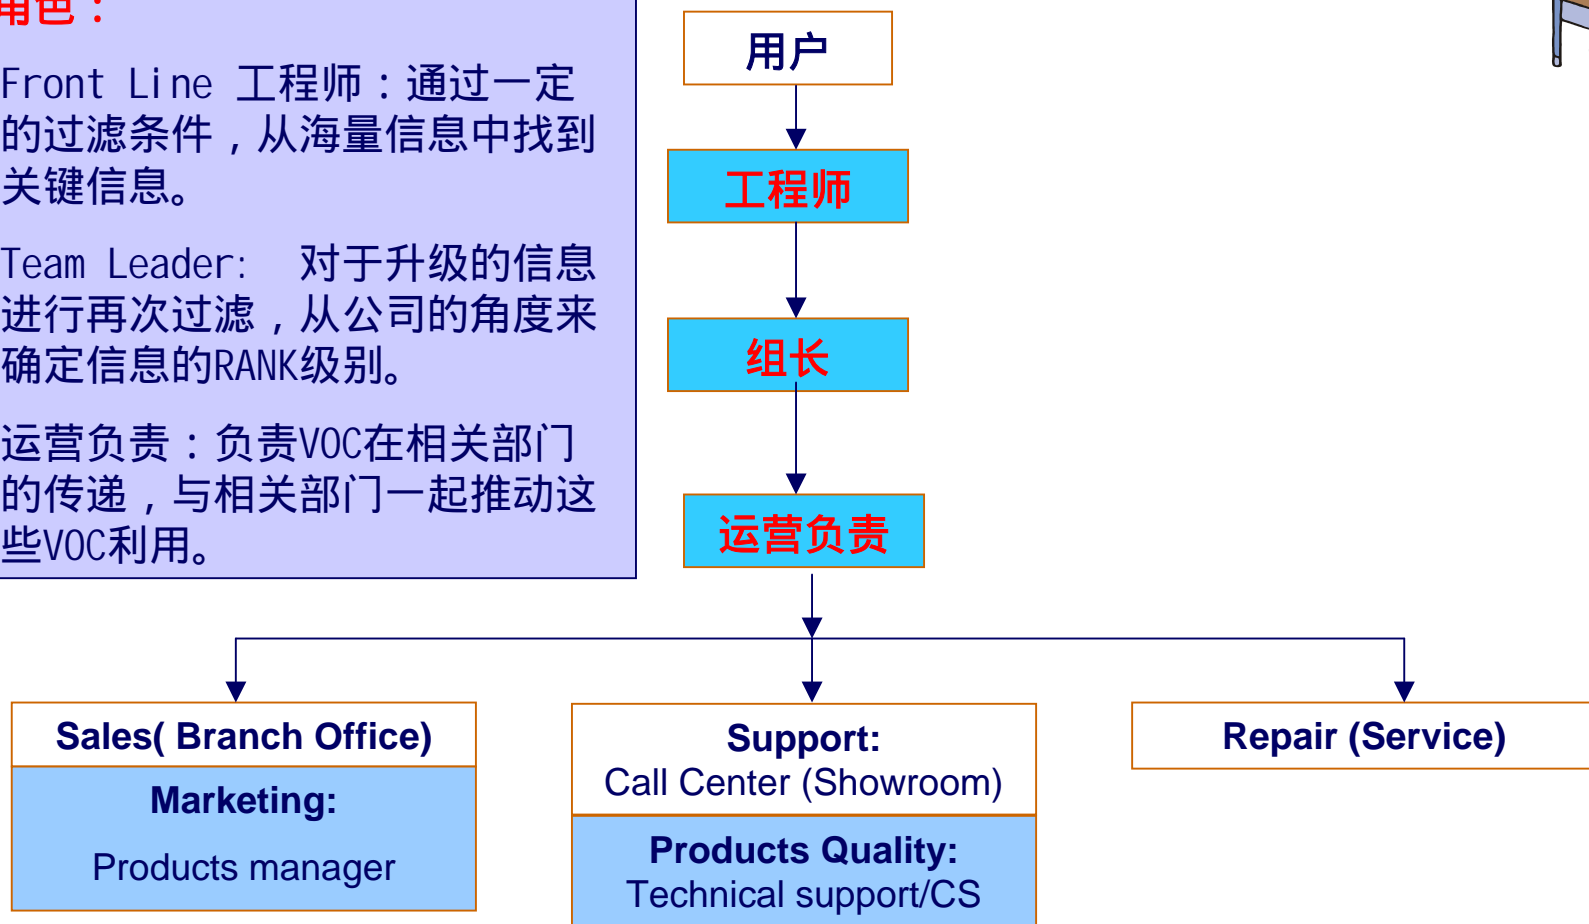 角色：
Front Line 工程师：通过一定
的过滤条件，从海量信息中找到
关键信息。
Team Leader: 对于升级的信息
进行再次过滤，从公司的角度来
确定信息的RANK级别。
运营负责：负责VOC在相关部门
的传递，与相关部门一起推动这
些VOC利用。
用户
工程师
组长
运营负责
Sales( Branch Office)
Marketing:
Products manager
Support:
Call Center (Showroom)
Products Quality:
Technical support/CS
Repair (Service)